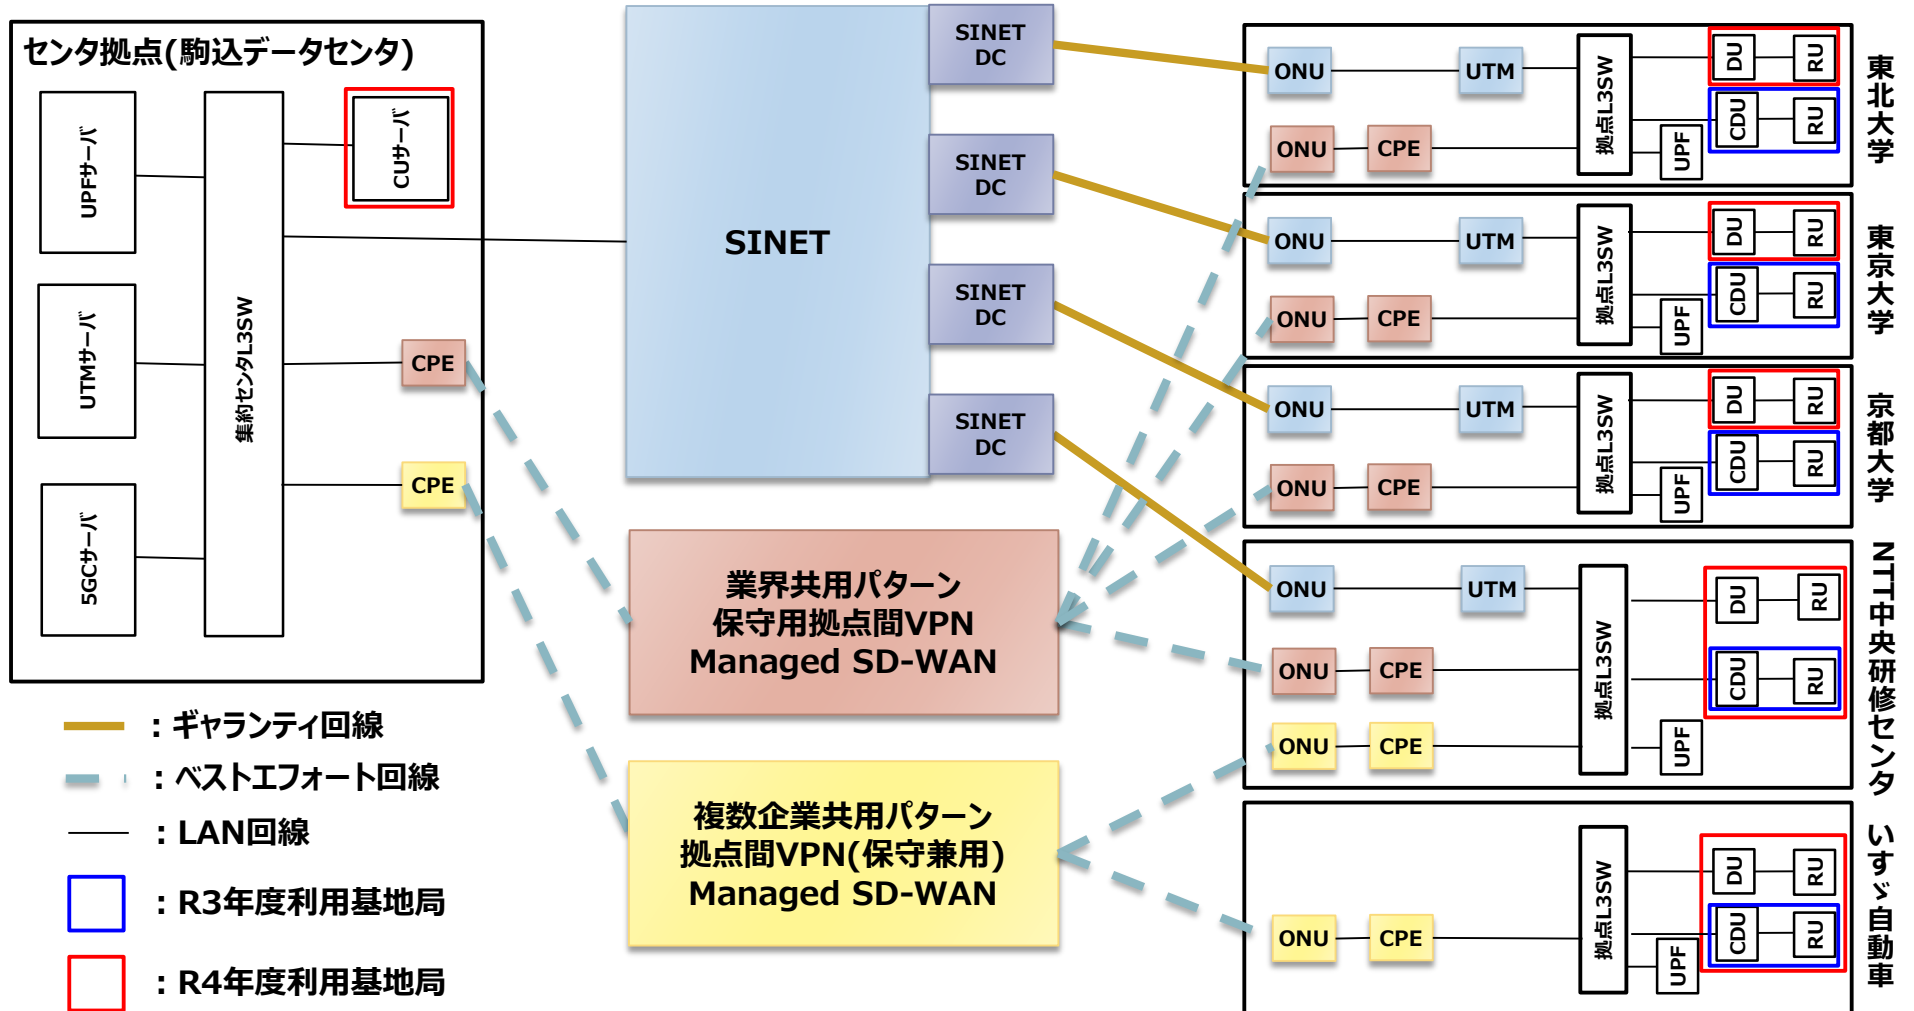 センタ拠点(駒込データセンタ)
UPFサーバ
UTMサーバ
5GCサーバ
集約センタL3SW
CUサーバ
CPE
CPE
SINET
SINET
DC
SINET
DC
SINET
DC
SINET
DC
業界共用パターン
保守用拠点間VPN
Managed SD-WAN
複数企業共用パターン
拠点間VPN(保守兼用)
Managed SD-WAN
ONU
UTM
ONU
CPE
拠点L3SW
DU
RU
CDU
RU
UPF
東北大学
ONU
UTM
ONU
CPE
拠点L3SW
DU
RU
CDU
RU
UPF
東京大学
ONU
UTM
ONU
CPE
拠点L3SW
DU
RU
CDU
RU
UPF
京都大学
ONU
UTM
ONU
CPE
ONU
CPE
拠点L3SW
DU
RU
CDU
RU
UPF
NTT中央研修センタ
ONU
CPE
拠点L3SW
DU
RU
CDU
RU
UPF
いすゞ自動車
：ギャランティ回線
：ベストエフォート回線
：LAN回線
：R3年度利用基地局
：R4年度利用基地局